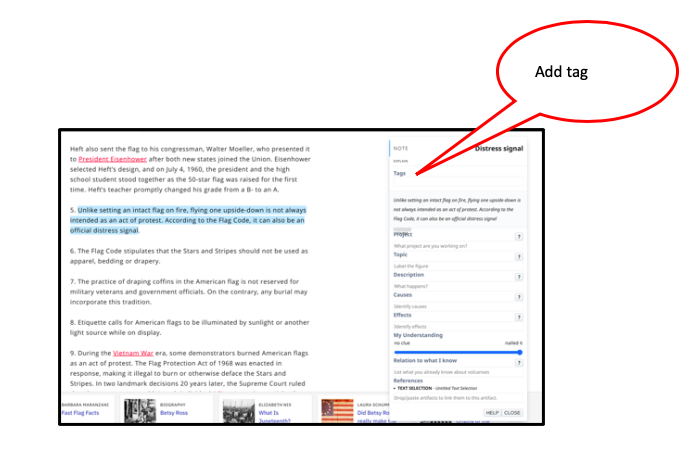 Add tag
Heft also sent the flag to his congressman, Walter Moeller, who presented it
to President Eisenhower after both new states joined the Union. Eisenhower
selected Heft's design, and on July 4, 1960, the president and the high
school student stood together as the 50-star flag was raised for the first
time. Heft's teacher promptly changed his grade from a B- to an A.
5. Unlike setting an intact flag on fire, flying one upside-down is not always
intended as an act of protest. According to the Flag Code, it can also be an
official distress signal.
6. The Flag Code stipulates that the Stars and Stripes should not be used as
apparel, bedding or drapery.
7. The practice of draping coffins in the American flag is not reserved for
military veterans and government officials. On the contrary, any burial may
incorporate this tradition.
8. Etiquette calls for American flags to be illuminated by sunlight or another
light source while on display.
9. During the Vietnam War era, some demonstrators burned American flags
as an act of protest. The Flag Protection Act of 1968 was enacted in
response, making it illegal to burn or otherwise deface the Stars and
Stripes. In two landmark decisions 20 years later, the Supreme Court ruled
NOTE Distress signal
EXPLAIN
Tags
Unlike setting an intact flag on fire, flying one upside-down is
not always intended as an act of protest. According to the
Flag Code, it can also be an official distress signal
Project ?
What project are you working on?
Topic ?
Label the figure
Description ?
What happens?
Causes ?
Identify causes
Effects ?
Identify effects
My Understanding
no clue nailed it
Relation to what I know ?
List what you already know about volcanoes
References
• TEXT SELECTION - Untitled Text Selection
Drop/paste artifacts to link them to this artifact.
HELP CLOSE
BARBARA MARANZANI
Fast Flag Facts
BIOGRAPHY
Betsy Ross
ELIZABETH NIX
What Is
Juneteenth?
LAURA SCHUM
Did Betsy Ro
really make